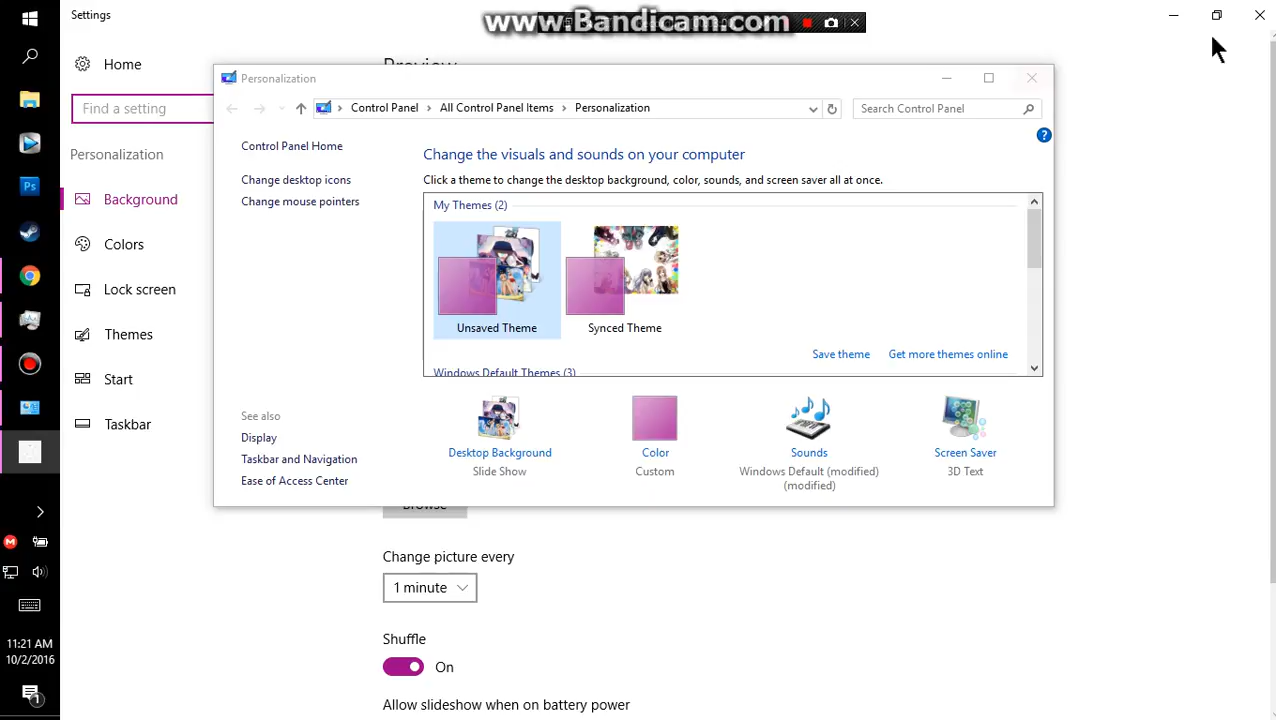 Settings
www.Bandicam.com
Home
Find a setting
Personalization
Background
Colors
Lock screen
Themes
Start
Taskbar
Ps
11:21 AM
10/2/2016
1
Preview
Personalization
Control Panel > All Control Panel Items > Personalization
Search Control Panel
?
Control Panel Home
Change desktop icons
Change mouse pointers
See also
Display
Taskbar and Navigation
Ease of Access Center
Change the visuals and sounds on your computer
Click a theme to change the desktop background, color, sounds, and screen saver all at once.
My Themes (2)
Unsaved Theme
Synced Theme
Save theme
Get more themes online
Windows Default Themes (3)
Desktop Background
Slide Show
Color
Custom
Sounds
Windows Default (modified)
(modified)
Screen Saver
3D Text
Browse
Change picture every
1 minute
Shuffle
On
Allow slideshow when on battery power